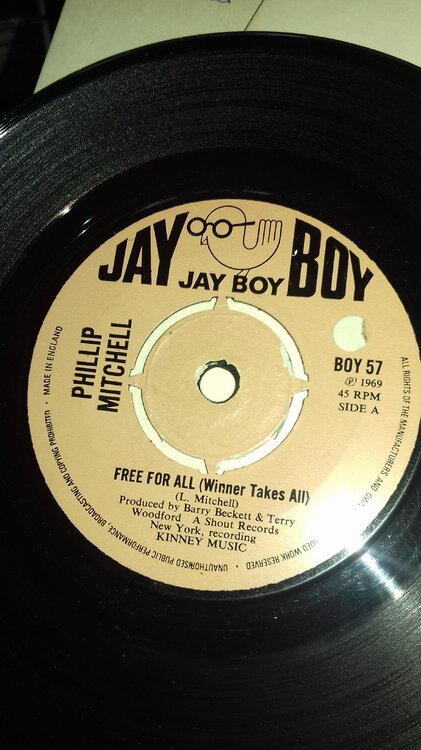 JAY BOY
JAY BOY
PHILLIP
MITCHELL
BOY 57
℗ 1969
45 RPM
SIDE A
FREE FOR ALL (Winner Takes All)
(L. Mitchell)
Produced by Barry Beckett & Terry
Woodford A Shout Records
New York, recording
KINNEY MUSIC
ALL RIGHTS OF THE MANUFACTURERS AND
WORK RESERVED • UNAUTHORISED PUBLIC PERFORMANCE BROADCASTING AND COPYING PROHIBITED • MADE IN ENGLAND